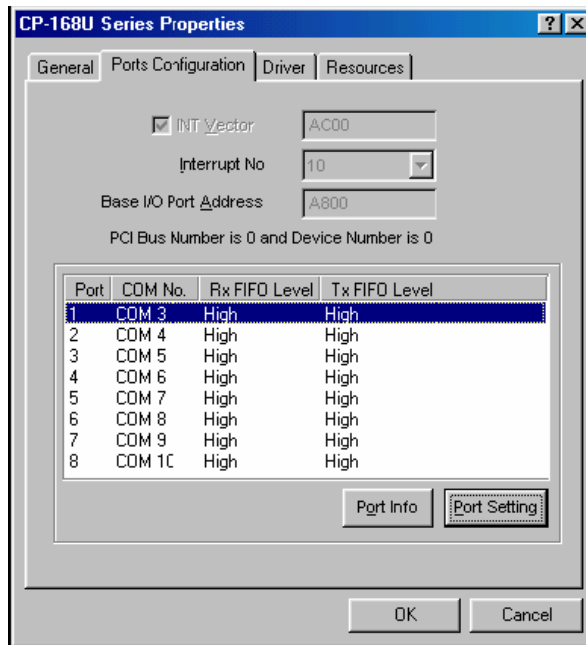 CP-168U Series Properties
General Ports Configuration Driver Resources
INT Vector AC00
Interrupt No 10
Base I/O Port Address A800
PCI Bus Number is 0 and Device Number is 0
Port COM No. Rx FIFO Level Tx FIFO Level
1 COM 3 High High
2 COM 4 High High
3 COM 5 High High
4 COM 6 High High
5 COM 7 High High
6 COM 8 High High
7 COM 9 High High
8 COM 10 High High
Port Info Port Setting
OK Cancel